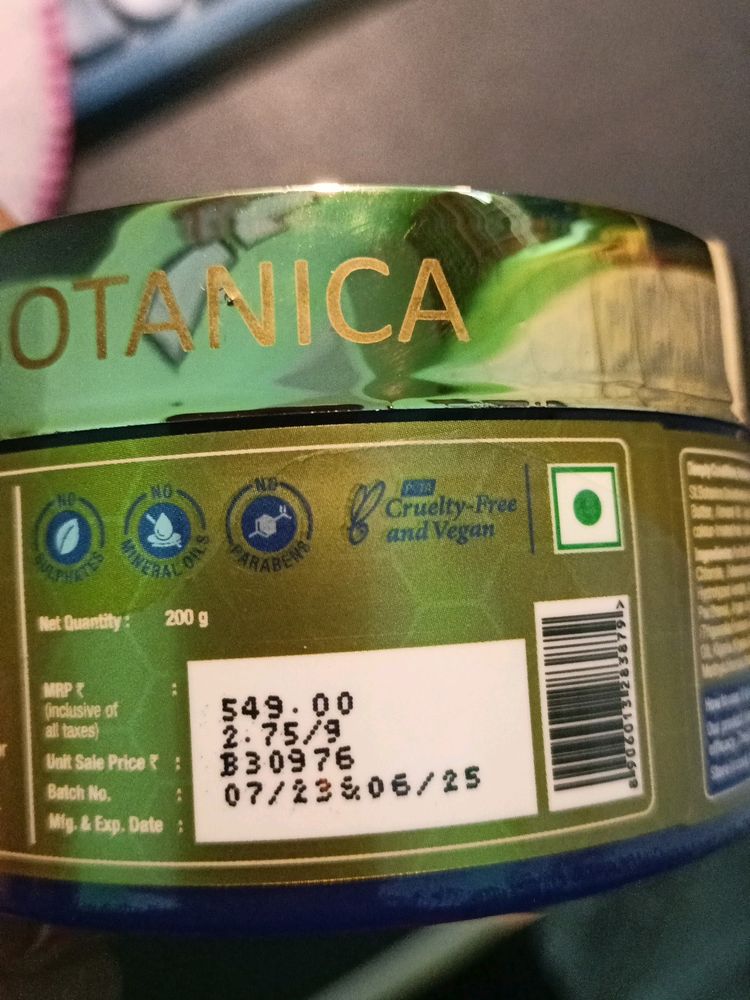 OTANICA
NO
SULPHATES
NO
MINERAL OILS
NO
PARABENS
PETA
Cruelty-Free
and Vegan
Net Quantity : 200 g
MRP ₹ :
(inclusive of
all taxes)
Unit Sale Price ₹ :
Batch No. :
Mfg. & Exp. Date :
549.00
2.75/9
B30976
07/23&06/25
8906013283879>